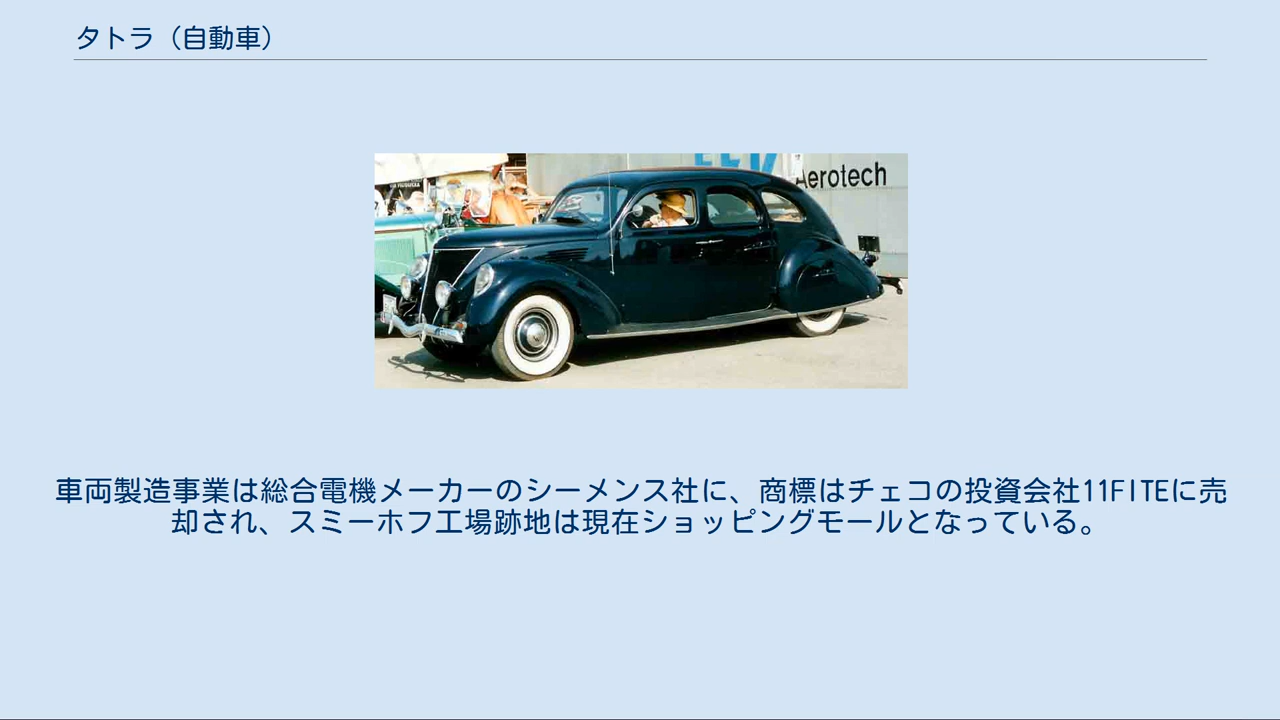 タトラ（自動車）
Aerotech
車両製造事業は総合電機メーカーのシーメンス社に、商標はチェコの投資会社11FITEに売
却され、スミーホフ工場跡地は現在ショッピングモールとなっている。